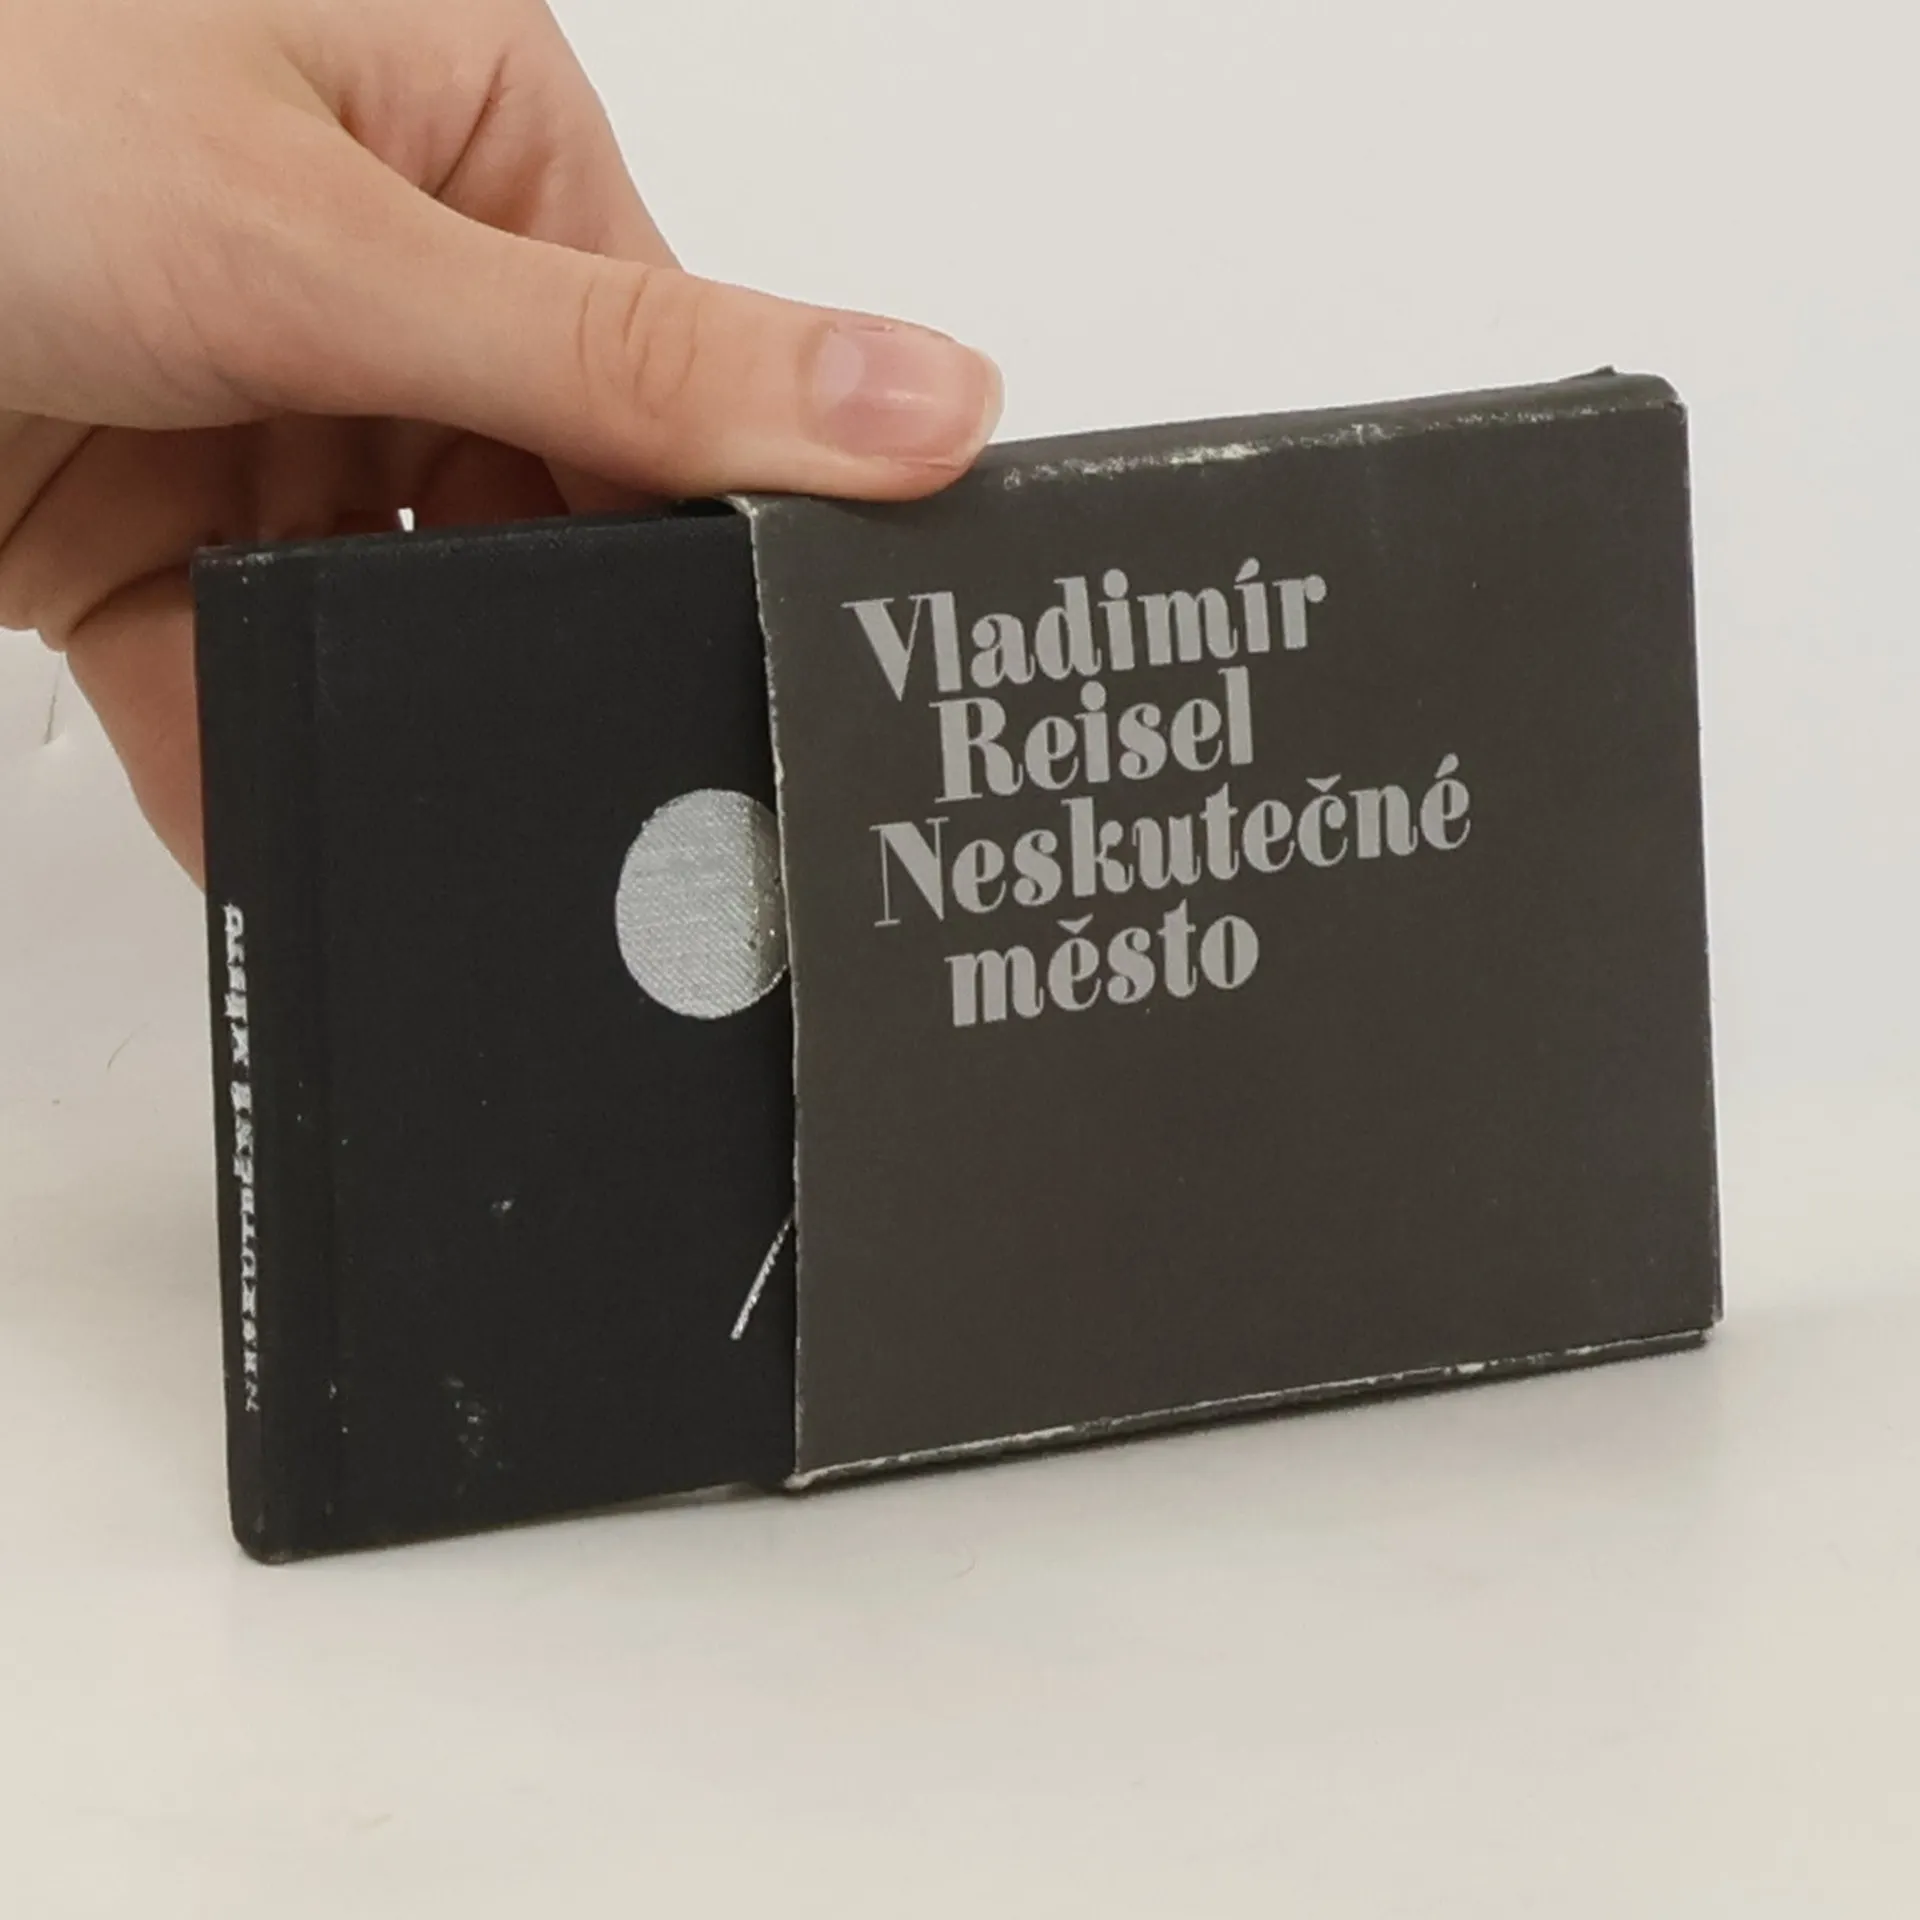 Vladimír
Reisel
Neskutečné
město